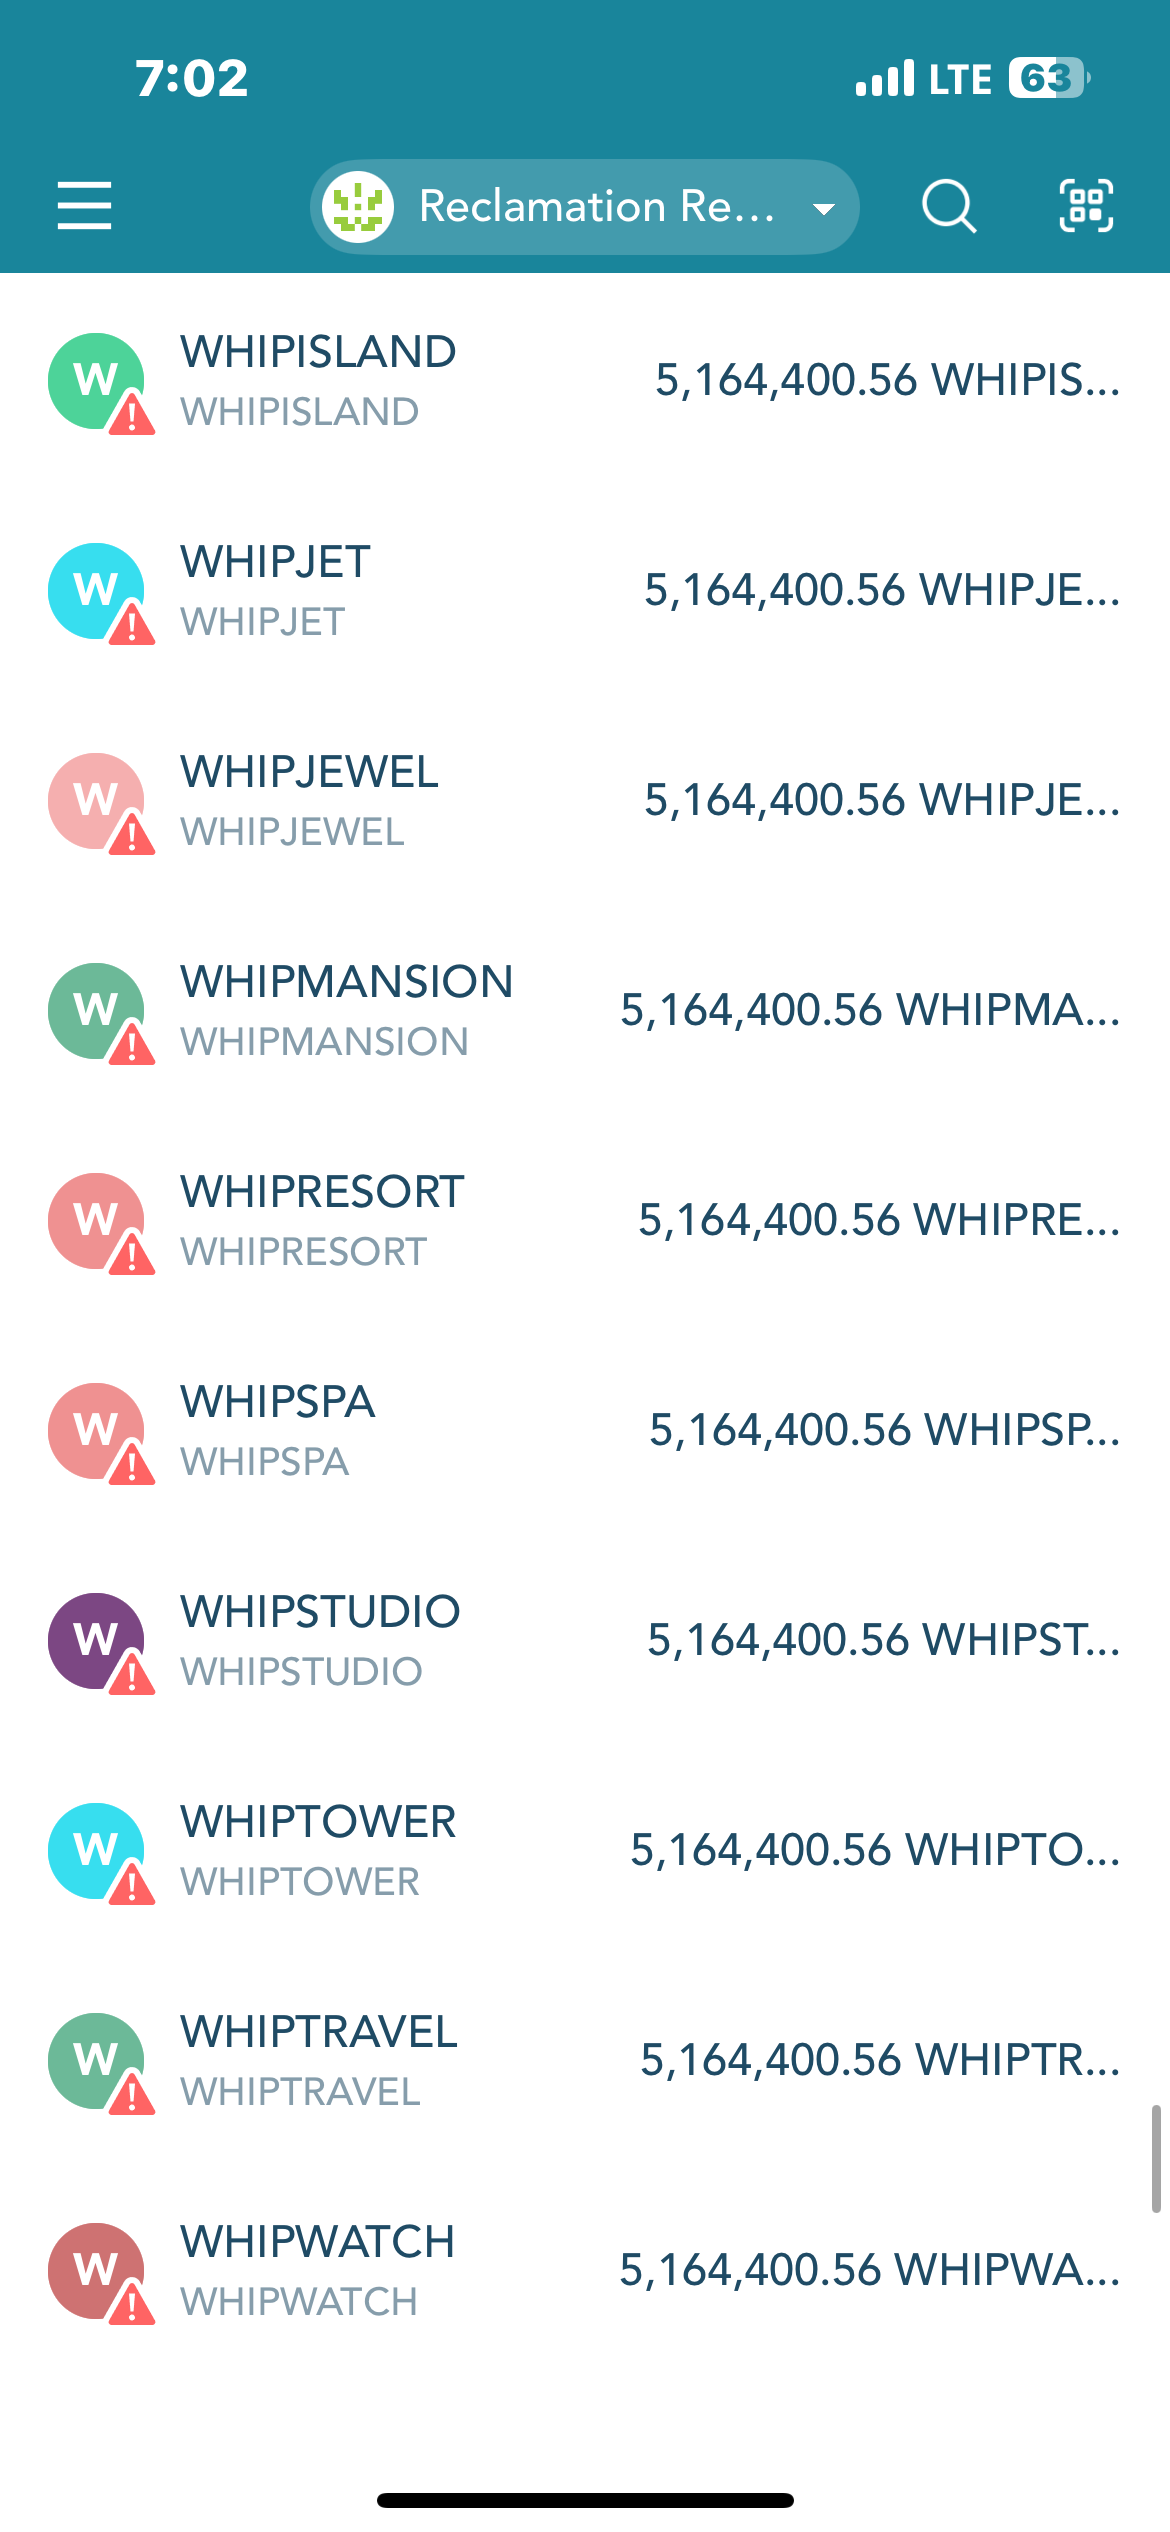 7:02
LTE 63
Reclamation Re...
W
WHIPISLAND
WHIPISLAND
5,164,400.56 WHIPIS...
W
WHIPJET
WHIPJET
5,164,400.56 WHIPJE...
W
WHIPJEWEL
WHIPJEWEL
5,164,400.56 WHIPJE...
W
WHIPMANSION
WHIPMANSION
5,164,400.56 WHIPMA...
W
WHIPRESORT
WHIPRESORT
5,164,400.56 WHIPRE...
W
WHIPSPA
WHIPSPA
5,164,400.56 WHIPSP...
W
WHIPSTUDIO
WHIPSTUDIO
5,164,400.56 WHIPST...
W
WHIPTOWER
WHIPTOWER
5,164,400.56 WHIPTO...
W
WHIPTRAVEL
WHIPTRAVEL
5,164,400.56 WHIPTR...
W
WHIPWATCH
WHIPWATCH
5,164,400.56 WHIPWA...